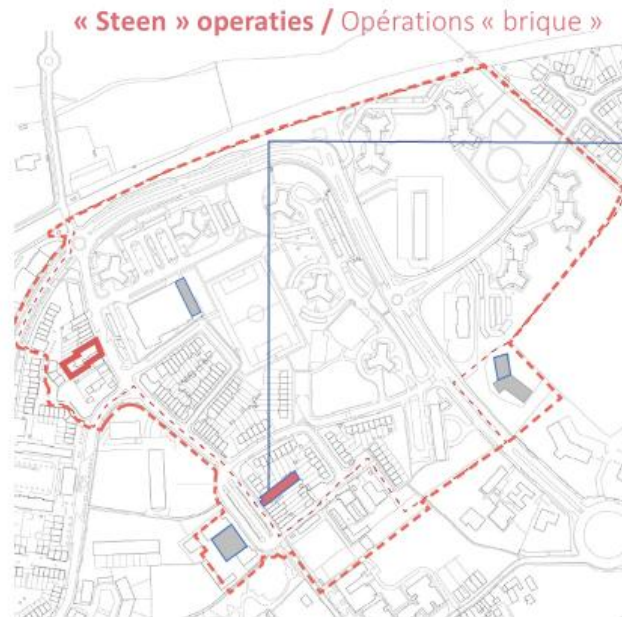 « Steen » operaties / Opérations « brique »